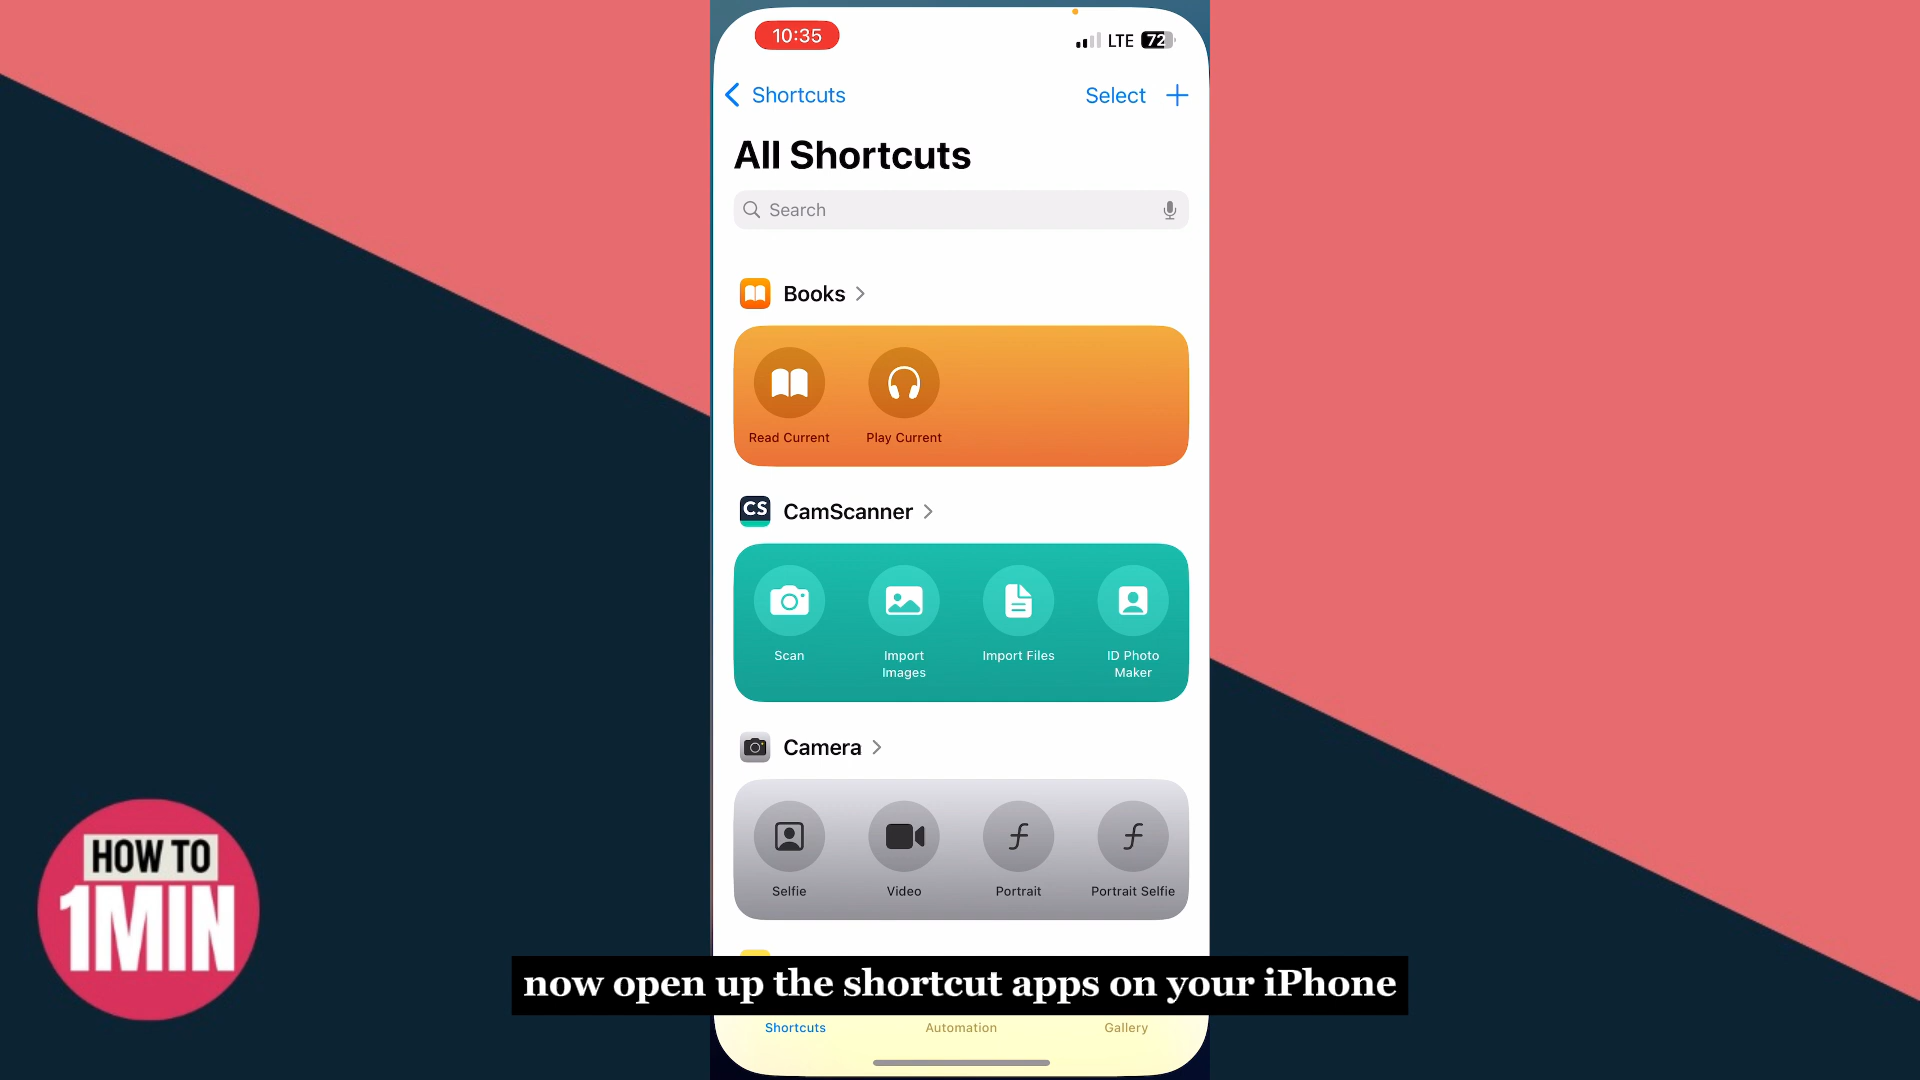 10:35
LTE 72
Shortcuts
Select
All Shortcuts
Search
Books
Read Current
Play Current
CS CamScanner
Scan
Import
Images
Import Files
ID Photo
Maker
Camera
Selfie
Video
Portrait
Portrait Selfie
HOW TO
1MIN
now open up the shortcut apps on your iPhone
Shortcuts
Automation
Gallery